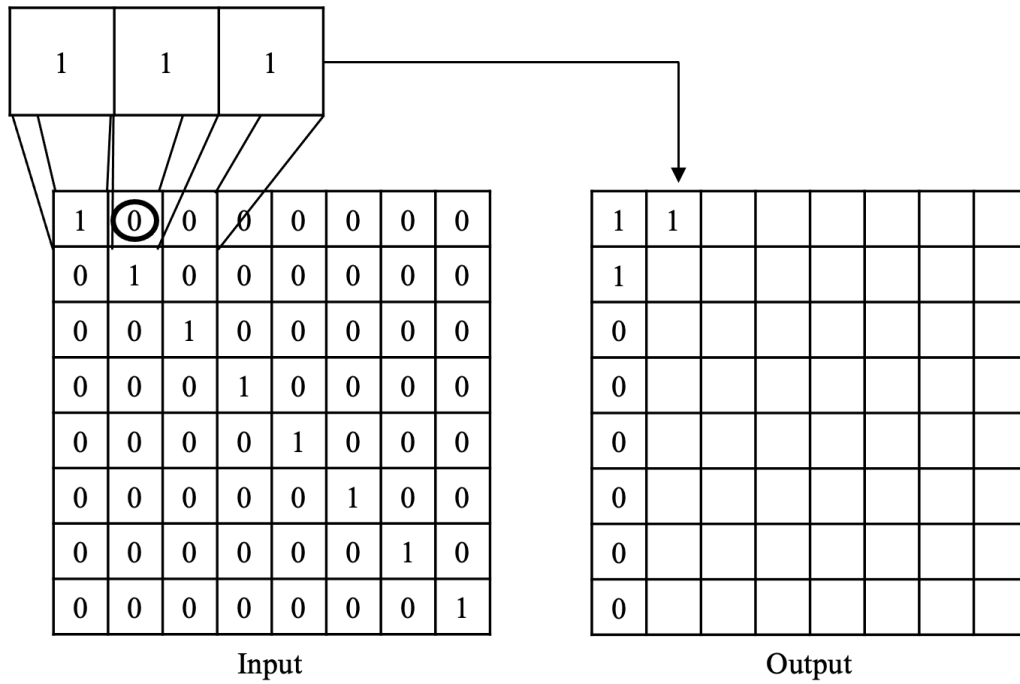 1 1 1
1 0 0 0 0 0 0 0 1 1
0 1 0 0 0 0 0 0 1
0 0 1 0 0 0 0 0 0
0 0 0 1 0 0 0 0 0
0 0 0 0 1 0 0 0 0
0 0 0 0 0 1 0 0 0
0 0 0 0 0 0 1 0 0
0 0 0 0 0 0 0 1 0
Input Output